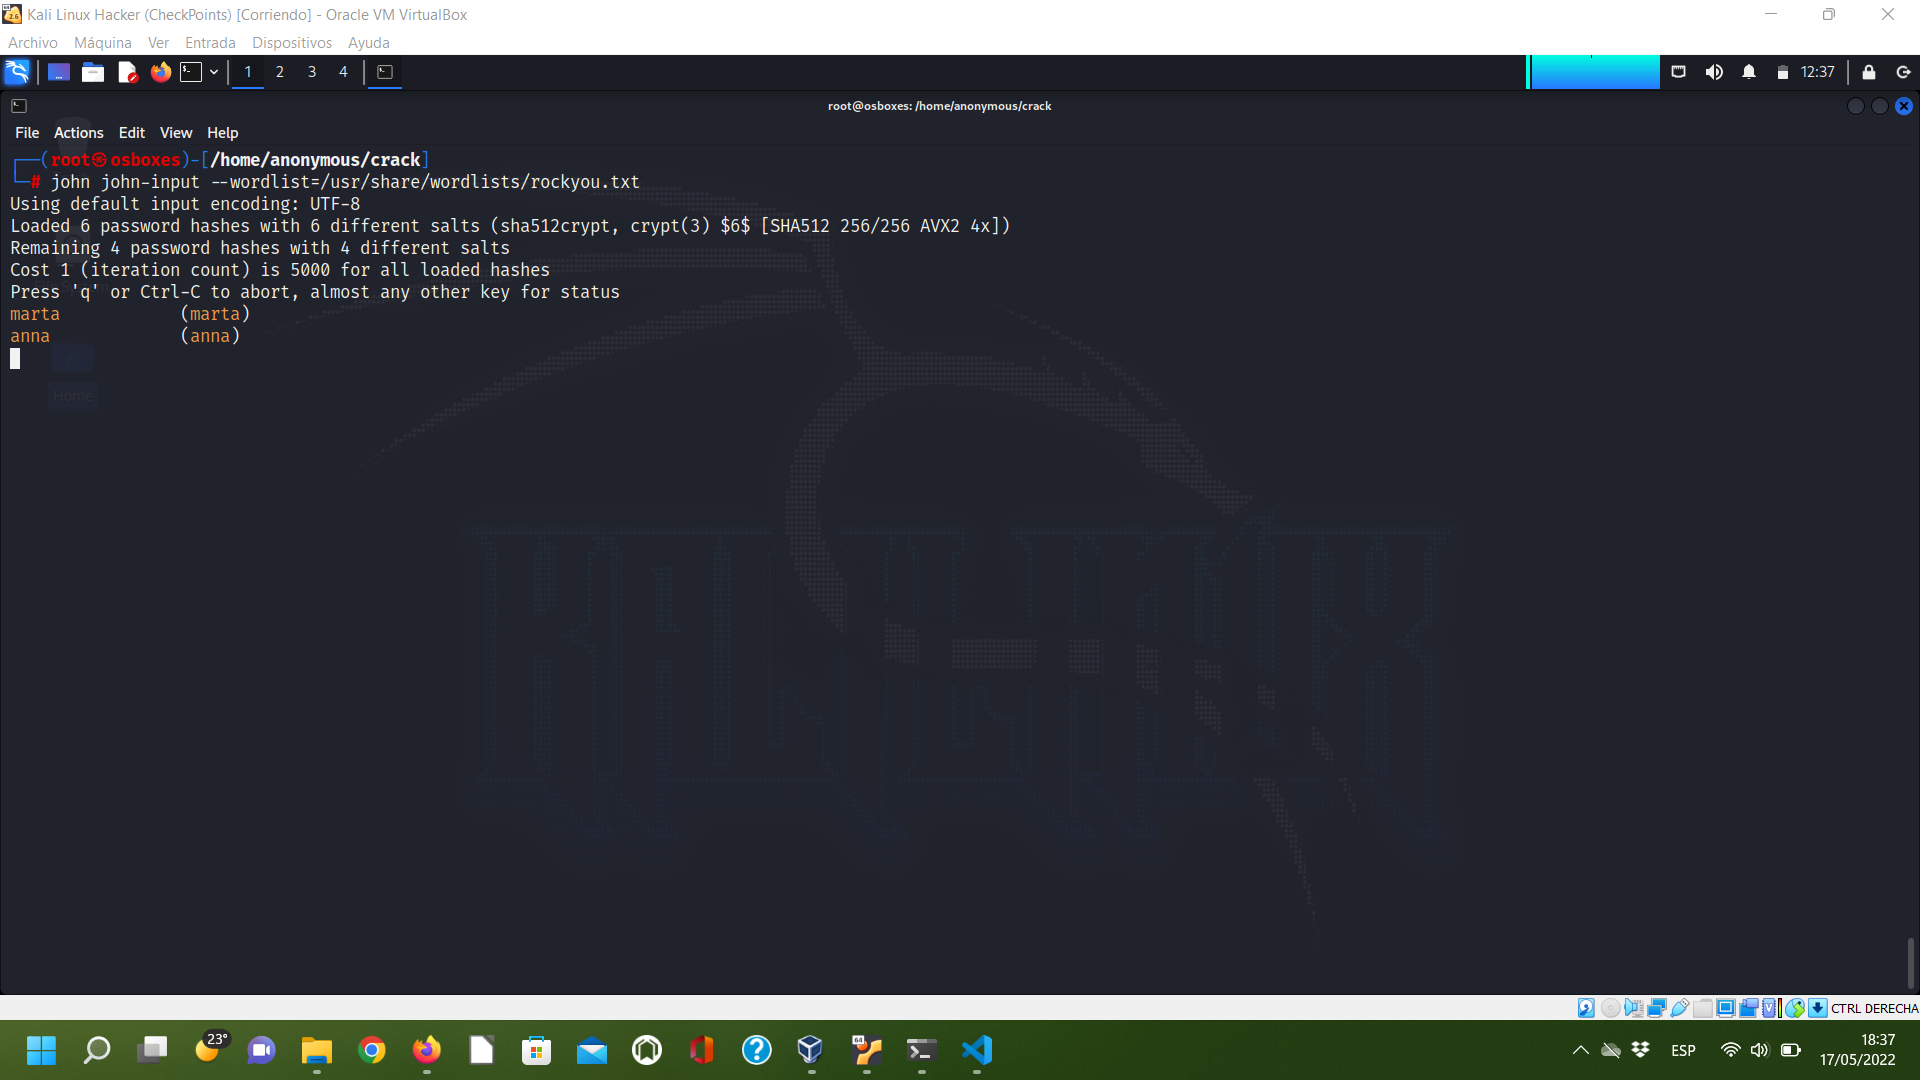 Kali Linux Hacker (CheckPoints) [Corriendo] - Oracle VM VirtualBox
Archivo Máquina Ver Entrada Dispositivos Ayuda
1 2 3 4 12:37
root@osboxes: /home/anonymous/crack
File Actions Edit View Help
┌──(root㉿osboxes)-[/home/anonymous/crack]
└─# john john-input --wordlist=/usr/share/wordlists/rockyou.txt
Using default input encoding: UTF-8
Loaded 6 password hashes with 6 different salts (sha512crypt, crypt(3) $6$ [SHA512 256/256 AVX2 4x])
Remaining 4 password hashes with 4 different salts
Cost 1 (iteration count) is 5000 for all loaded hashes
Press 'q' or Ctrl-C to abort, almost any other key for status
marta (marta)
anna (anna)
Home
KALI LINUX
CTRL DERECHA
23°
ESP
18:37
17/05/2022